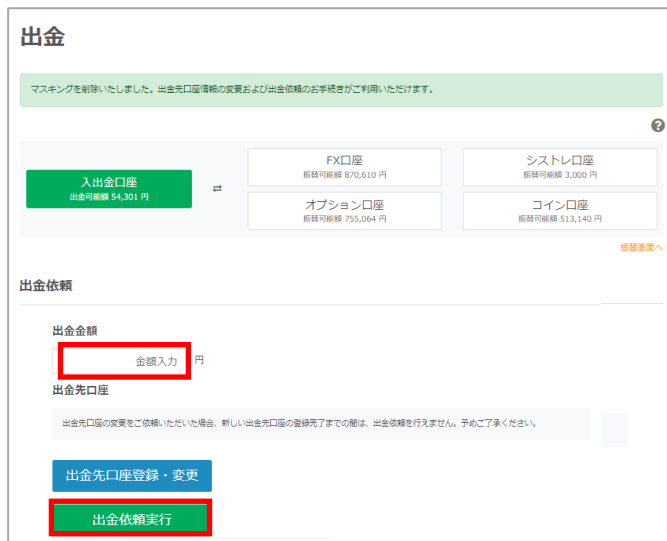 出金
マスキングを削除いたしました。出金先口座情報の変更および出金依頼のお手続きがご利用いただけます。
?
入出金口座
出金可能額 54,301 円
⇄
FX口座
振替可能額 870,610 円
シストレ口座
振替可能額 3,000 円
オプション口座
振替可能額 755,064 円
コイン口座
振替可能額 513,140 円
振替画面へ
出金依頼
出金金額
金額入力 円
出金先口座
出金先口座の変更をご依頼いただいた場合、新しい出金先口座の登録完了までの間は、出金依頼を行えません。予めご了承ください。
出金先口座登録・変更
出金依頼実行